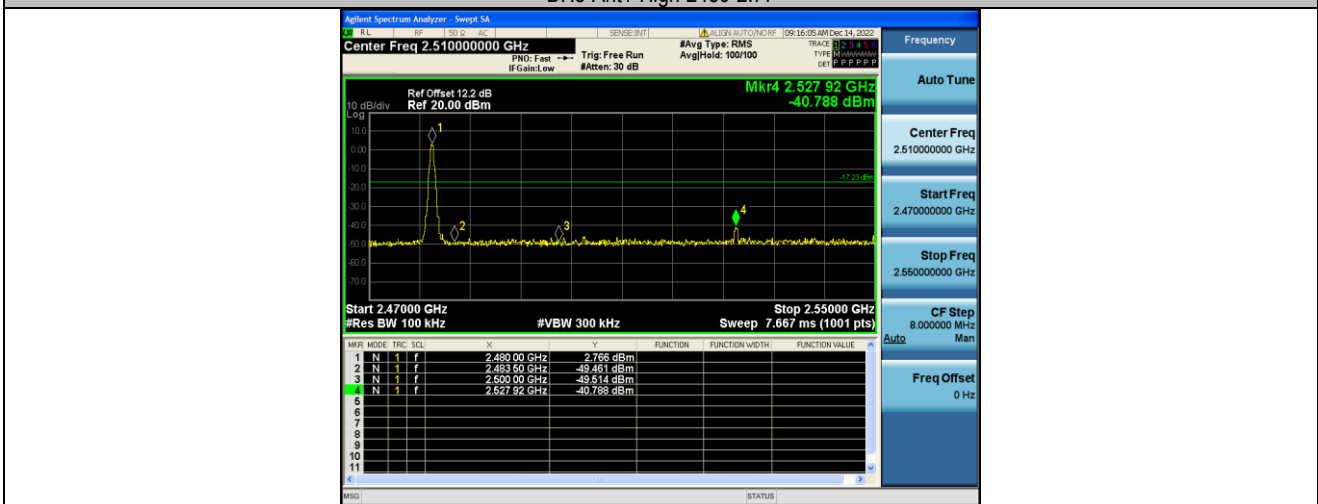 Agilent Spectrum Analyzer - Swept SA
RL RF 50 Ω AC SENSE:INT ALIGN AUTO/NO RF 09:16:05 AM Dec 14, 2022
Center Freq 2.510000000 GHz
PNO: Fast
IFGain:Low
Trig: Free Run
#Atten: 30 dB
#Avg Type: RMS
Avg|Hold: 100/100
TRACE 1 2 3 4 5 6
TYPE M
DET P P P P P P
Ref Offset 12.2 dB
Ref 20.00 dBm
10 dB/div
Log
Mkr4 2.527 92 GHz
-40.788 dBm
10.0
0.00
-10.0
-20.0
-30.0
-40.0
-50.0
-60.0
-70.0
1
2
3
4
-17.23 dBm
Start 2.47000 GHz
Stop 2.55000 GHz
#Res BW 100 kHz
#VBW 300 kHz
Sweep 7.667 ms (1001 pts)
MKR MODE TRC SCL X Y FUNCTION FUNCTION WIDTH FUNCTION VALUE
1 N 1 f 2.480 00 GHz 2.766 dBm
2 N 1 f 2.483 50 GHz -49.461 dBm
3 N 1 f 2.500 00 GHz -49.514 dBm
4 N 1 f 2.527 92 GHz -40.788 dBm
5
6
7
8
9
10
11
MSG
STATUS
Frequency
Auto Tune
Center Freq
2.510000000 GHz
Start Freq
2.470000000 GHz
Stop Freq
2.550000000 GHz
CF Step
8.000000 MHz
Auto Man
Freq Offset
0 Hz